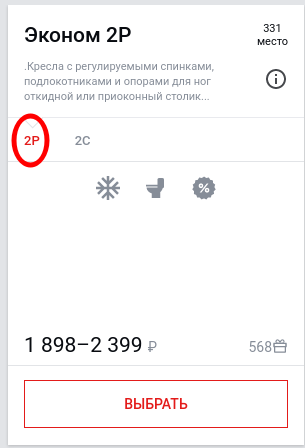 Эконом 2Р
331
место
.Кресла с регулируемыми спинками,
подлокотниками и опорами для ног
откидной или приоконный столик...
2Р 2С
%
1 898–2 399 ₽ 568
ВЫБРАТЬ